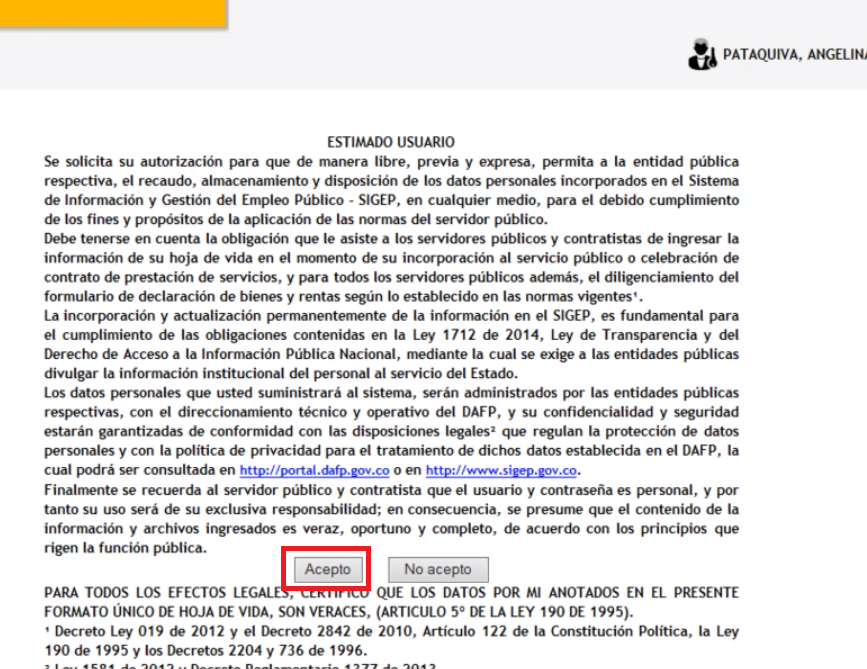 PATAQUIVA, ANGELINA
ESTIMADO USUARIO
Se solicita su autorización para que de manera libre, previa y expresa, permita a la entidad pública
respectiva, el recaudo, almacenamiento y disposición de los datos personales incorporados en el Sistema
de Información y Gestión del Empleo Público - SIGEP, en cualquier medio, para el debido cumplimiento
de los fines y propósitos de la aplicación de las normas del servidor público.
Debe tenerse en cuenta la obligación que le asiste a los servidores públicos y contratistas de ingresar la
información de su hoja de vida en el momento de su incorporación al servicio público o celebración de
contrato de prestación de servicios, y para todos los servidores públicos además, el diligenciamiento del
formulario de declaración de bienes y rentas según lo establecido en las normas vigentes¹.
La incorporación y actualización permanentemente de la información en el SIGEP, es fundamental para
el cumplimiento de las obligaciones contenidas en la Ley 1712 de 2014, Ley de Transparencia y del
Derecho de Acceso a la Información Pública Nacional, mediante la cual se exige a las entidades públicas
divulgar la información institucional del personal al servicio del Estado.
Los datos personales que usted suministrará al sistema, serán administrados por las entidades públicas
respectivas, con el direccionamiento técnico y operativo del DAFP, y su confidencialidad y seguridad
estarán garantizadas de conformidad con las disposiciones legales² que regulan la protección de datos
personales y con la política de privacidad para el tratamiento de dichos datos establecida en el DAFP, la
cual podrá ser consultada en http://portal.dafp.gov.co o en http://www.sigep.gov.co.
Finalmente se recuerda al servidor público y contratista que el usuario y contraseña es personal, y por
tanto su uso será de su exclusiva responsabilidad; en consecuencia, se presume que el contenido de la
información y archivos ingresados es veraz, oportuno y completo, de acuerdo con los principios que
rigen la función pública.
Acepto No acepto
PARA TODOS LOS EFECTOS LEGALES, CERTIFICO QUE LOS DATOS POR MI ANOTADOS EN EL PRESENTE
FORMATO ÚNICO DE HOJA DE VIDA, SON VERACES, (ARTICULO 5º DE LA LEY 190 DE 1995).
¹ Decreto Ley 019 de 2012 y el Decreto 2842 de 2010, Artículo 122 de la Constitución Política, la Ley
190 de 1995 y los Decretos 2204 y 736 de 1996.
² Ley 1581 de 2012 y Decreto Reglamentario 1377 de 2013